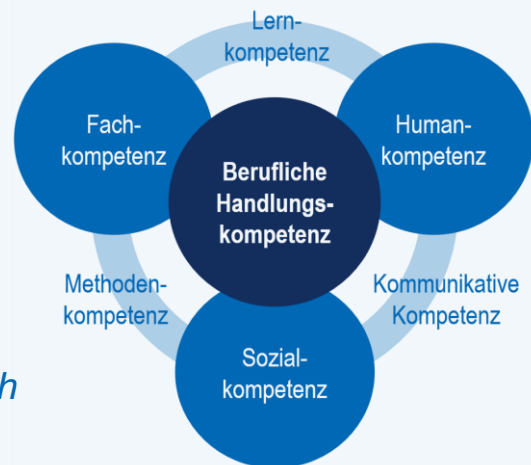 Lern-
kompetenz
Fach-
kompetenz
Human-
kompetenz
Berufliche
Handlungs-
kompetenz
Methoden-
kompetenz
Kommunikative
Kompetenz
Sozial-
kompetenz